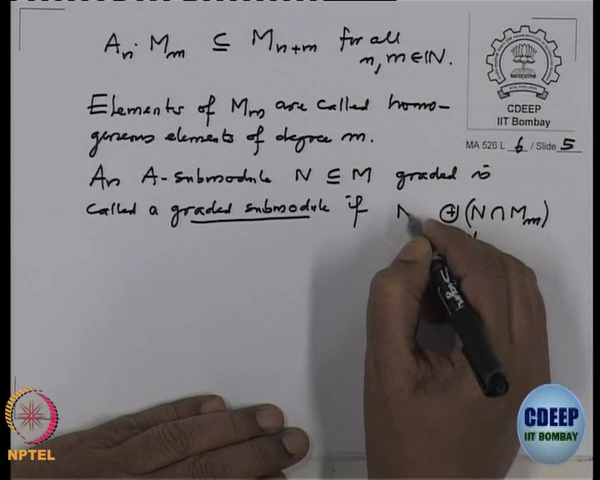 Aₙ · Mₘ ⊆ Mₙ₊ₘ for all
n, m ∈ ℕ.
Elements of Mₘ are called homo-
geneous elements of degree m.
An A-submodule N ⊆ M graded is
called a graded submodule if N ⊕ (N ∩ Mₘ)
CDEEP
IIT Bombay
MA 526 L 6 / Slide 5
NPTEL
CDEEP
IIT BOMBAY